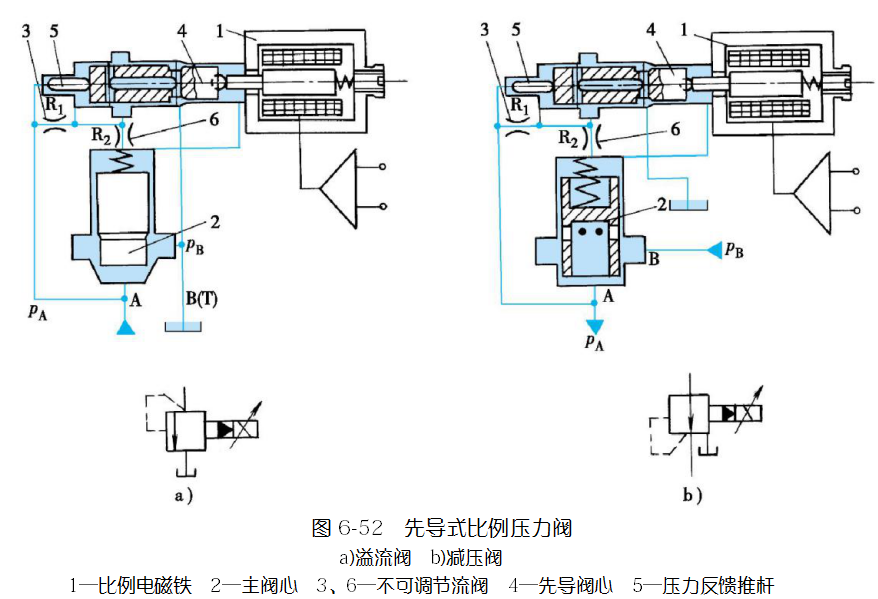 3 5 4 1
R1
R2 6
2
pB
A
B(T)
pA
a)
3 5 4 1
R1
R2 6
2
B pB
A
pA
b)
图 6-52 先导式比例压力阀
a)溢流阀 b)减压阀
1—比例电磁铁 2—主阀心 3、6—不可调节流阀 4—先导阀心 5—压力反馈推杆